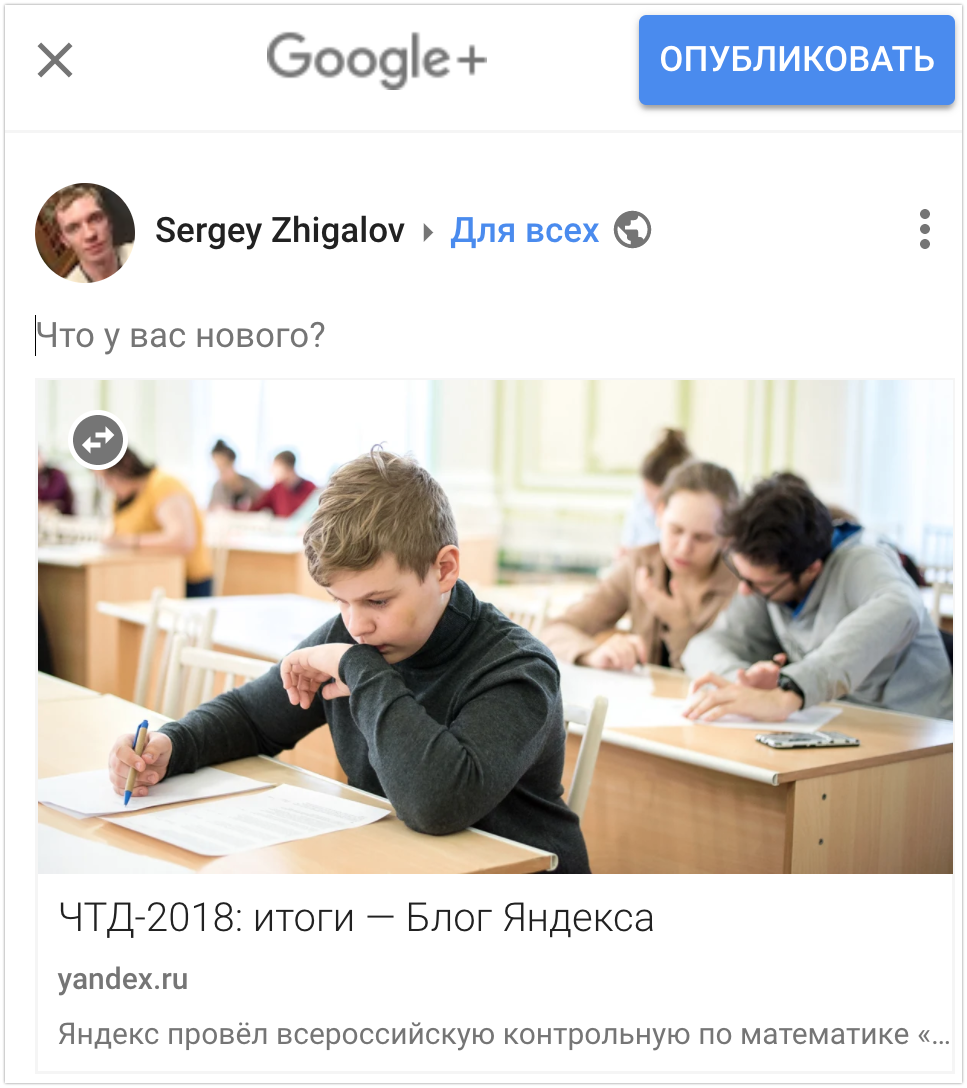 Google+
ОПУБЛИКОВАТЬ
Sergey Zhigalov
Для всех
Что у вас нового?
ЧТД-2018: итоги — Блог Яндекса
yandex.ru
Яндекс провёл всероссийскую контрольную по математике «...